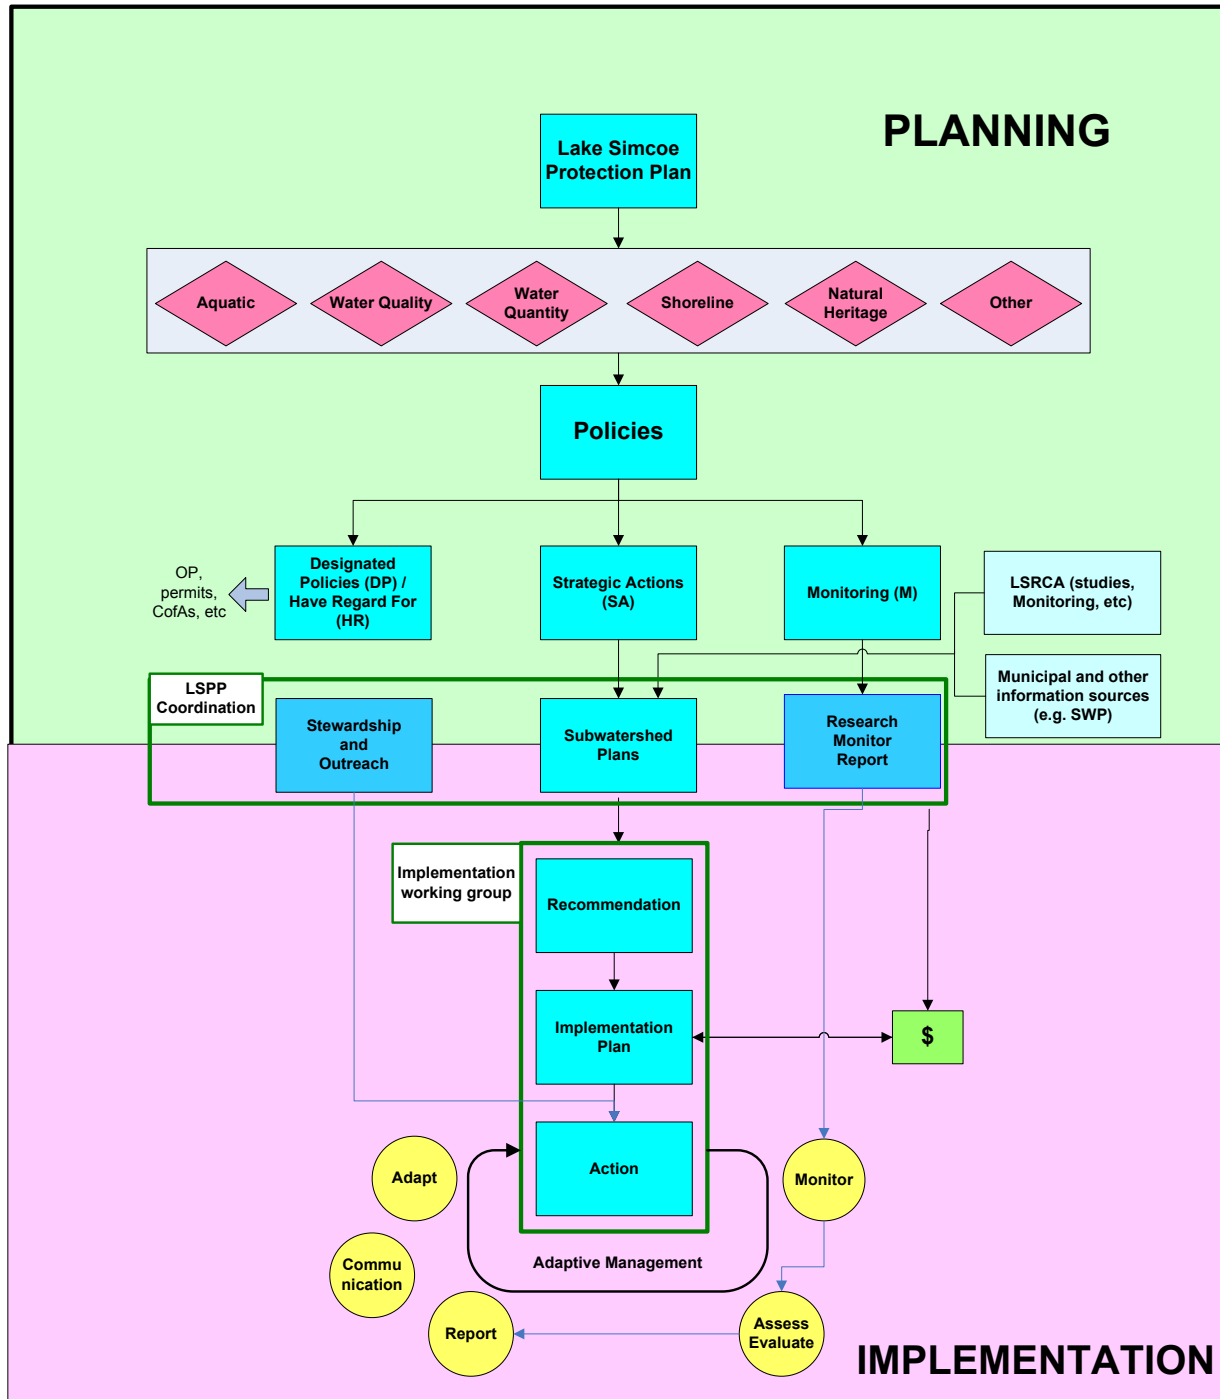 PLANNING
Lake Simcoe
Protection Plan
Aquatic
Water Quality
Water
Quantity
Shoreline
Natural
Heritage
Other
Policies
OP,
permits,
CofAs, etc
Designated
Policies (DP) /
Have Regard For
(HR)
Strategic Actions
(SA)
Monitoring (M)
LSRCA (studies,
Monitoring, etc)
Municipal and other
information sources
(e.g. SWP)
LSPP
Coordination
Stewardship
and
Outreach
Subwatershed
Plans
Research
Monitor
Report
Implementation
working group
Recommendation
Implementation
Plan
$
Action
Adapt
Monitor
Adaptive Management
Commu
nication
Report
Assess
Evaluate
IMPLEMENTATION